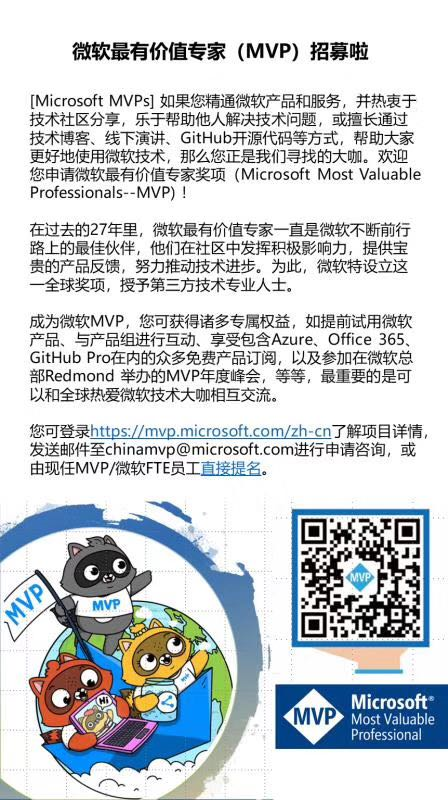 微软最有价值专家（MVP）招募啦
[Microsoft MVPs] 如果您精通微软产品和服务，并热衷于
技术社区分享，乐于帮助他人解决技术问题，或擅长通过
技术博客、线下演讲、GitHub开源代码等方式，帮助大家
更好地使用微软技术，那么您正是我们寻找的大咖。欢迎
您申请微软最有价值专家奖项（Microsoft Most Valuable
Professionals--MVP)！
在过去的27年里，微软最有价值专家一直是微软不断前行
路上的最佳伙伴，他们在社区中发挥积极影响力，提供宝
贵的产品反馈，努力推动技术进步。为此，微软特设立这
一全球奖项，授予第三方技术专业人士。
成为微软MVP，您可获得诸多专属权益，如提前试用微软
产品、与产品组进行互动、享受包含Azure、Office 365、
GitHub Pro在内的众多免费产品订阅，以及参加在微软总
部Redmond 举办的MVP年度峰会，等等，最重要的是可
以和全球热爱微软技术大咖相互交流。
您可登录https://mvp.microsoft.com/zh-cn了解项目详情，
发送邮件至chinamvp@microsoft.com进行申请咨询，或
由现任MVP/微软FTE员工直接提名。
MVP
MVP
Hi
MVP
MVP
Microsoft®
Most Valuable
Professional